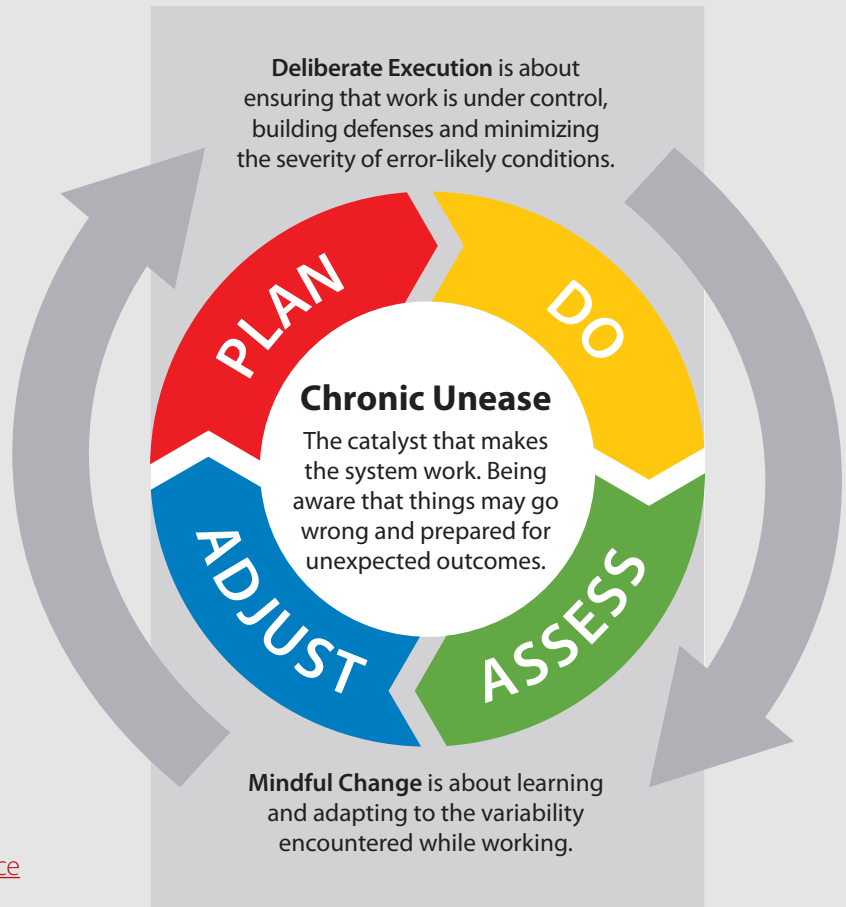 Deliberate Execution is about
ensuring that work is under control,
building defenses and minimizing
the severity of error-likely conditions.
PLAN
DO
Chronic Unease
The catalyst that makes
the system work. Being
aware that things may go
wrong and prepared for
unexpected outcomes.
ADJUST
ASSESS
Mindful Change is about learning
and adapting to the variability
encountered while working.